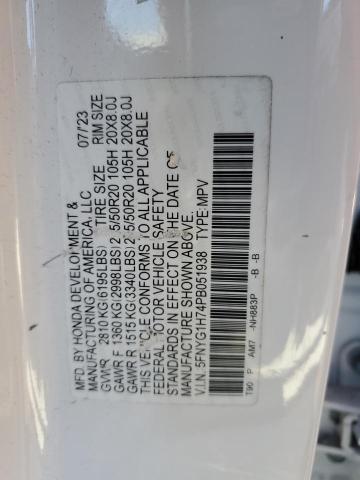 MFD. BY HONDA DEVELOPMENT & 07/'23
MANUFACTURING OF AMERICA, LLC
TIRE SIZE RIM SIZE
GVWR 2810 KG(6195LBS)
GAWR F 1360 KG(2998LBS)2 5/50R20 105H 20X8.0J
GAWR R 1515 KG(3340LBS)2 5/50R20 105H 20X8.0J
THIS VEHICLE CONFORMS TO ALL APPLICABLE
FEDERAL MOTOR VEHICLE SAFETY
STANDARDS IN EFFECT ON THE DATE OF
MANUFACTURE SHOWN ABOVE.
V.I.N. 5FNYG1H74PB051938 TYPE: MPV
T90 P AM7 -NH883P -B -B